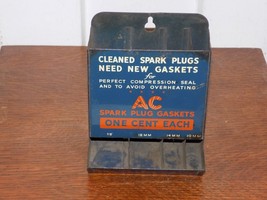 CLEANED SPARK PLUGS
NEED NEW GASKETS
for
PERFECT COMPRESSION SEAL
AND TO AVOID OVERHEATING
AC
SPARK PLUG GASKETS
ONE CENT EACH
18MM 14MM 10MM